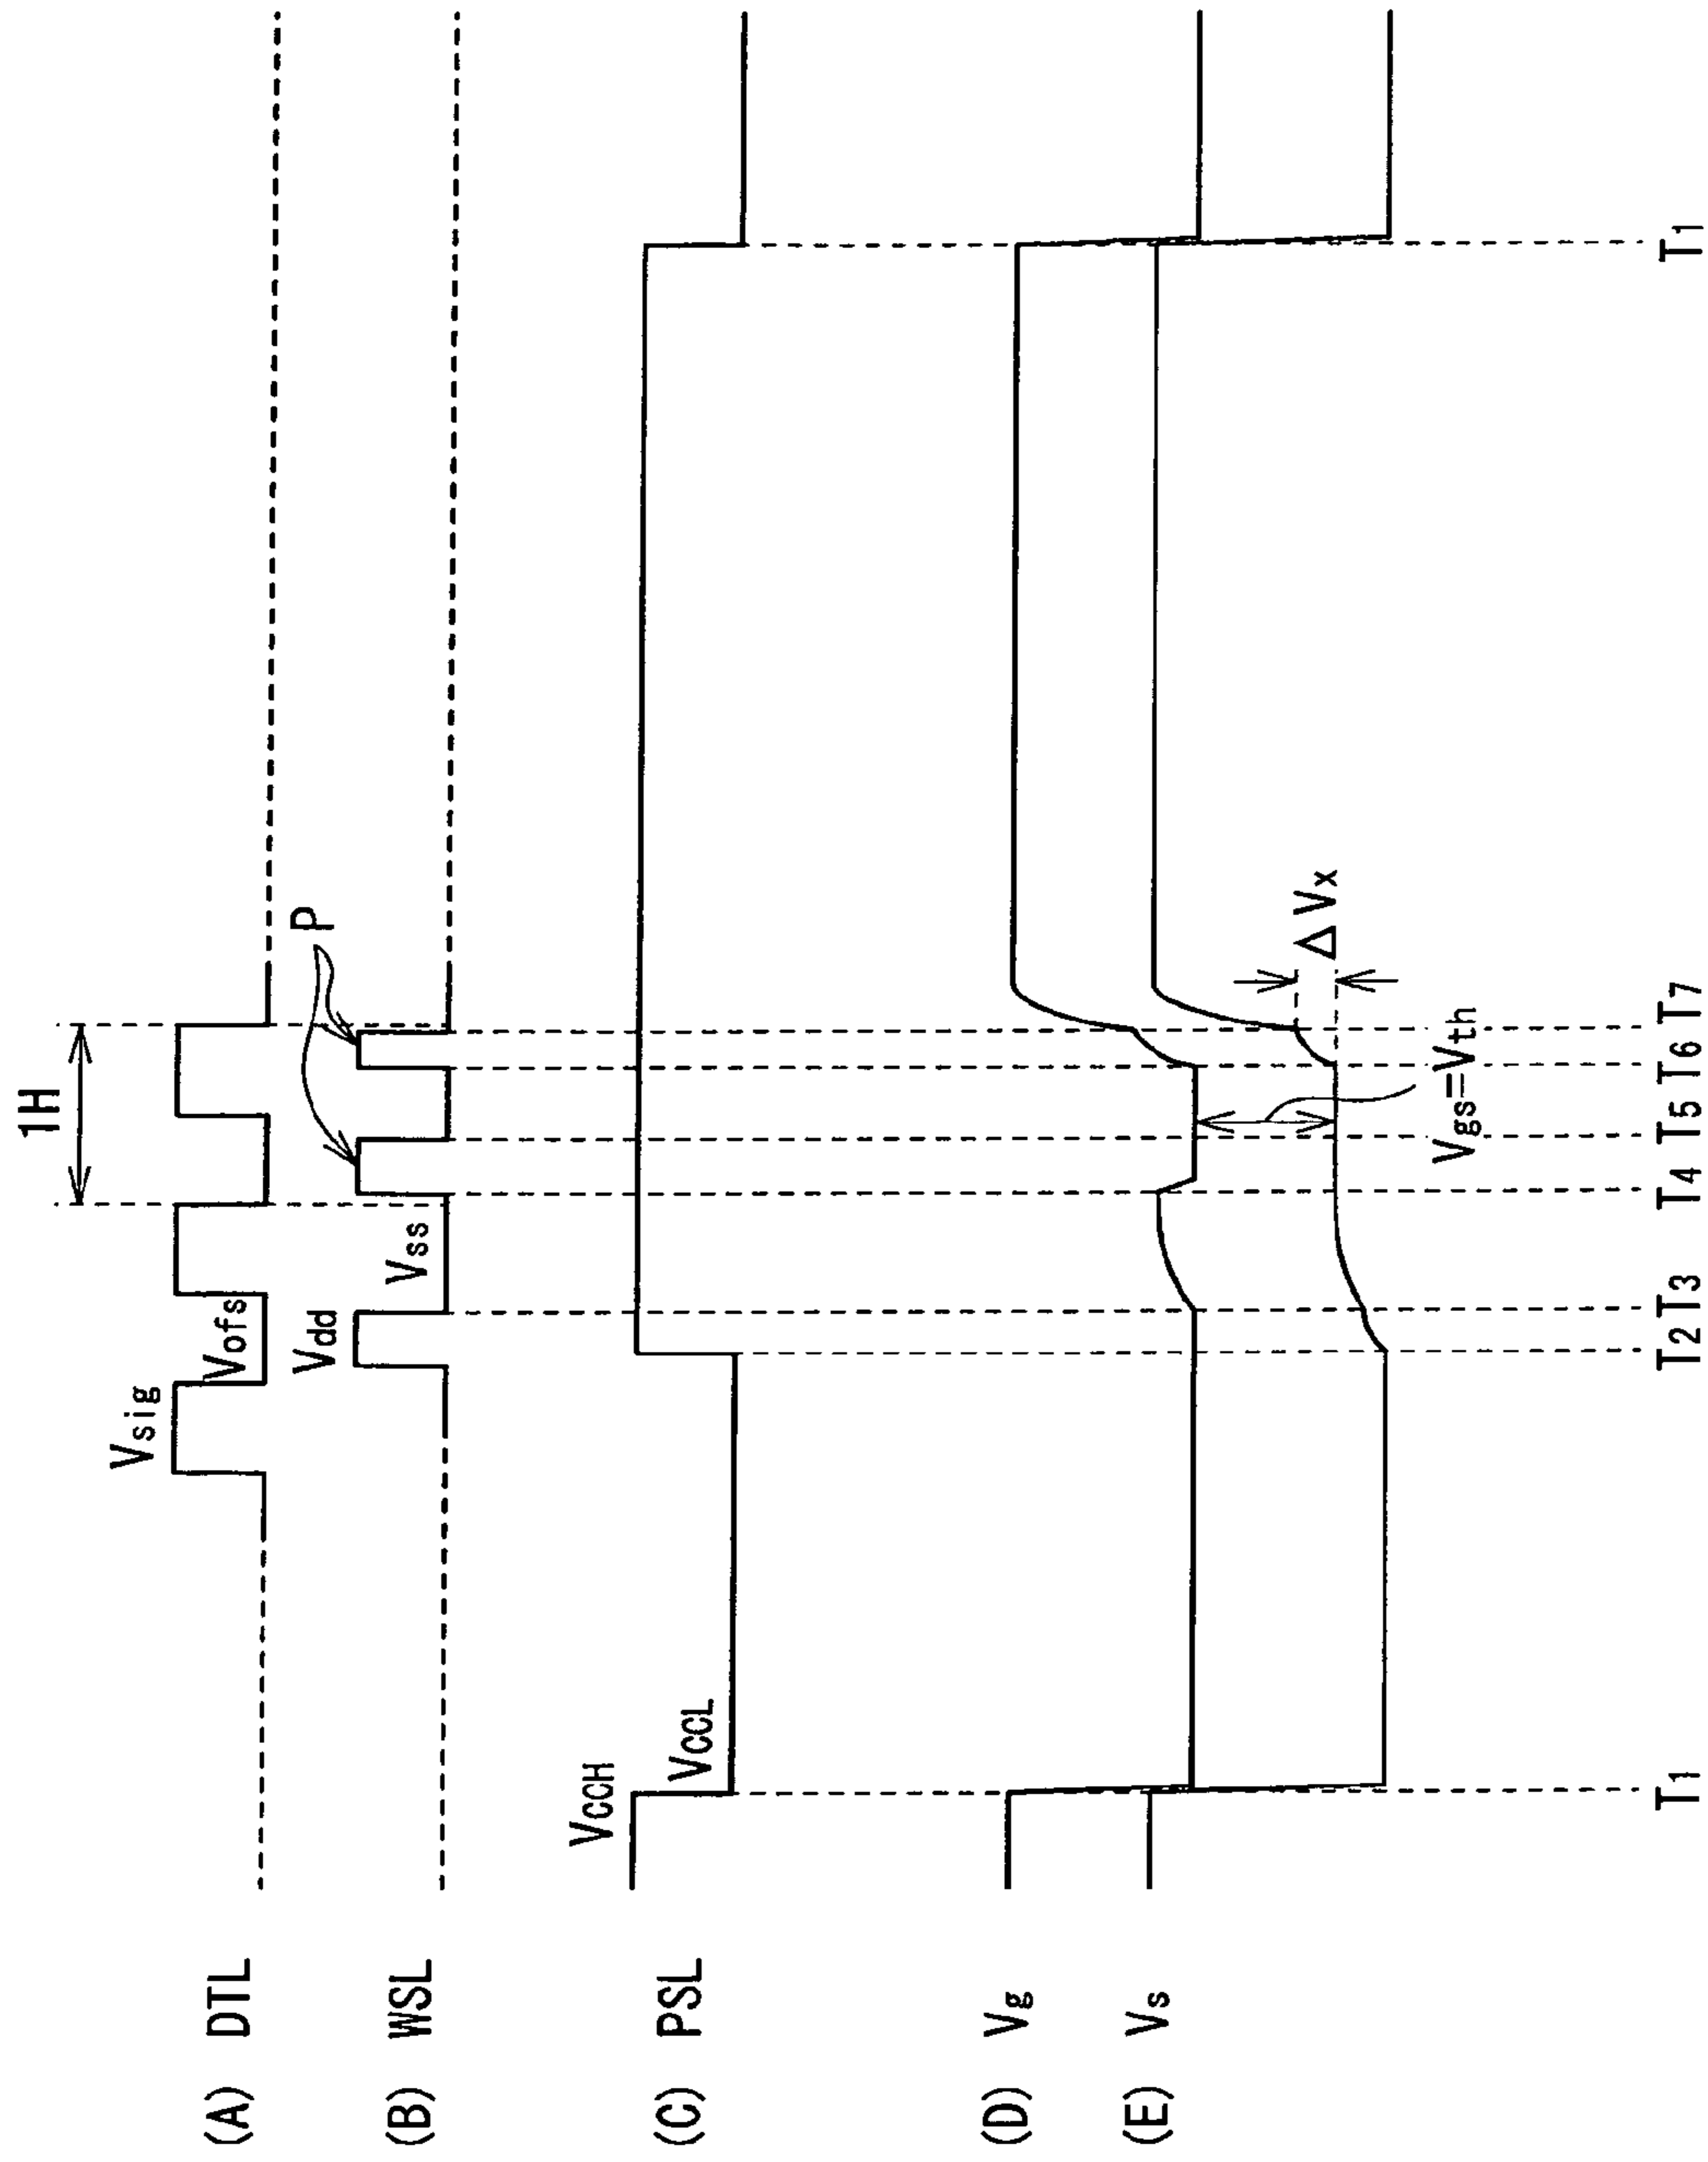 1H
Vsig
Vofs
(A) DTL
P
Vdd
Vss
(B) WSL
VCCH
VCCL
(C) PSL
(D) Vg
(E) Vs
ΔVx
Vgs=Vth
T1 T2 T3 T4 T5 T6 T7 T1